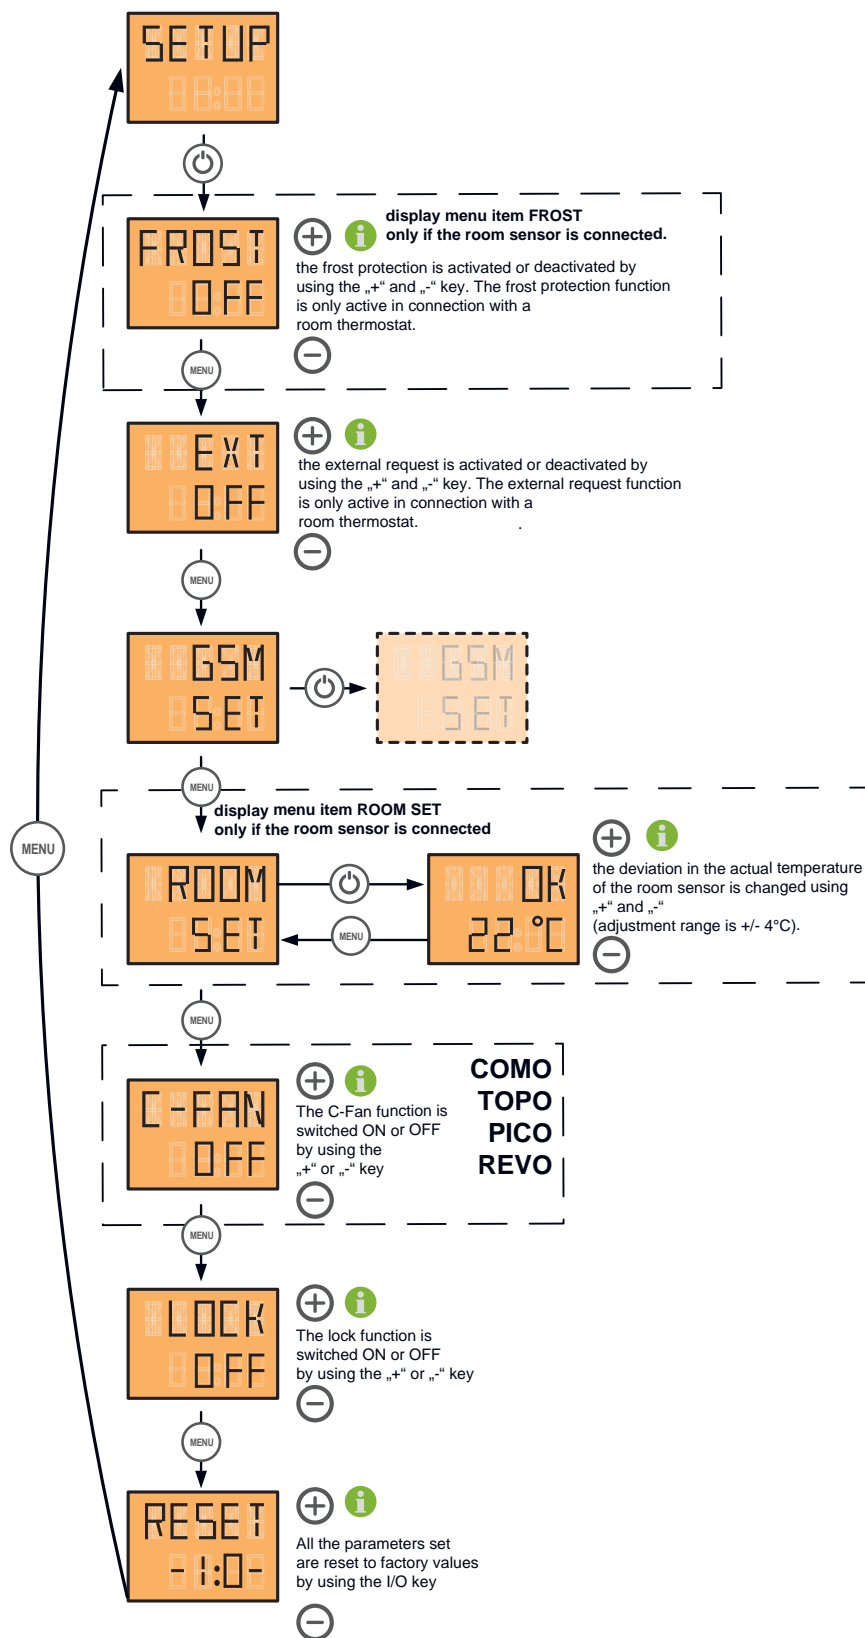 SETUP
display menu item FROST
only if the room sensor is connected.
FROST
OFF
the frost protection is activated or deactivated by
using the „+“ and „-“ key. The frost protection function
is only active in connection with a
room thermostat.
MENU
EXT
OFF
the external request is activated or deactivated by
using the „+“ and „-“ key. The external request function
is only active in connection with a
room thermostat. .
MENU
GSM
SET
GSM
SET
MENU
display menu item ROOM SET
only if the room sensor is connected
MENU
ROOM
SET
MENU
OK
22 °C
the deviation in the actual temperature
of the room sensor is changed using
„+“ and „-“
(adjustment range is +/- 4°C).
MENU
C-FAN
OFF
The C-Fan function is
switched ON or OFF
by using the
„+“ or „-“ key
COMO
TOPO
PICO
REVO
MENU
LOCK
OFF
The lock function is
switched ON or OFF
by using the „+“ or „-“ key
MENU
RESET
-1:0-
All the parameters set
are reset to factory values
by using the I/O key